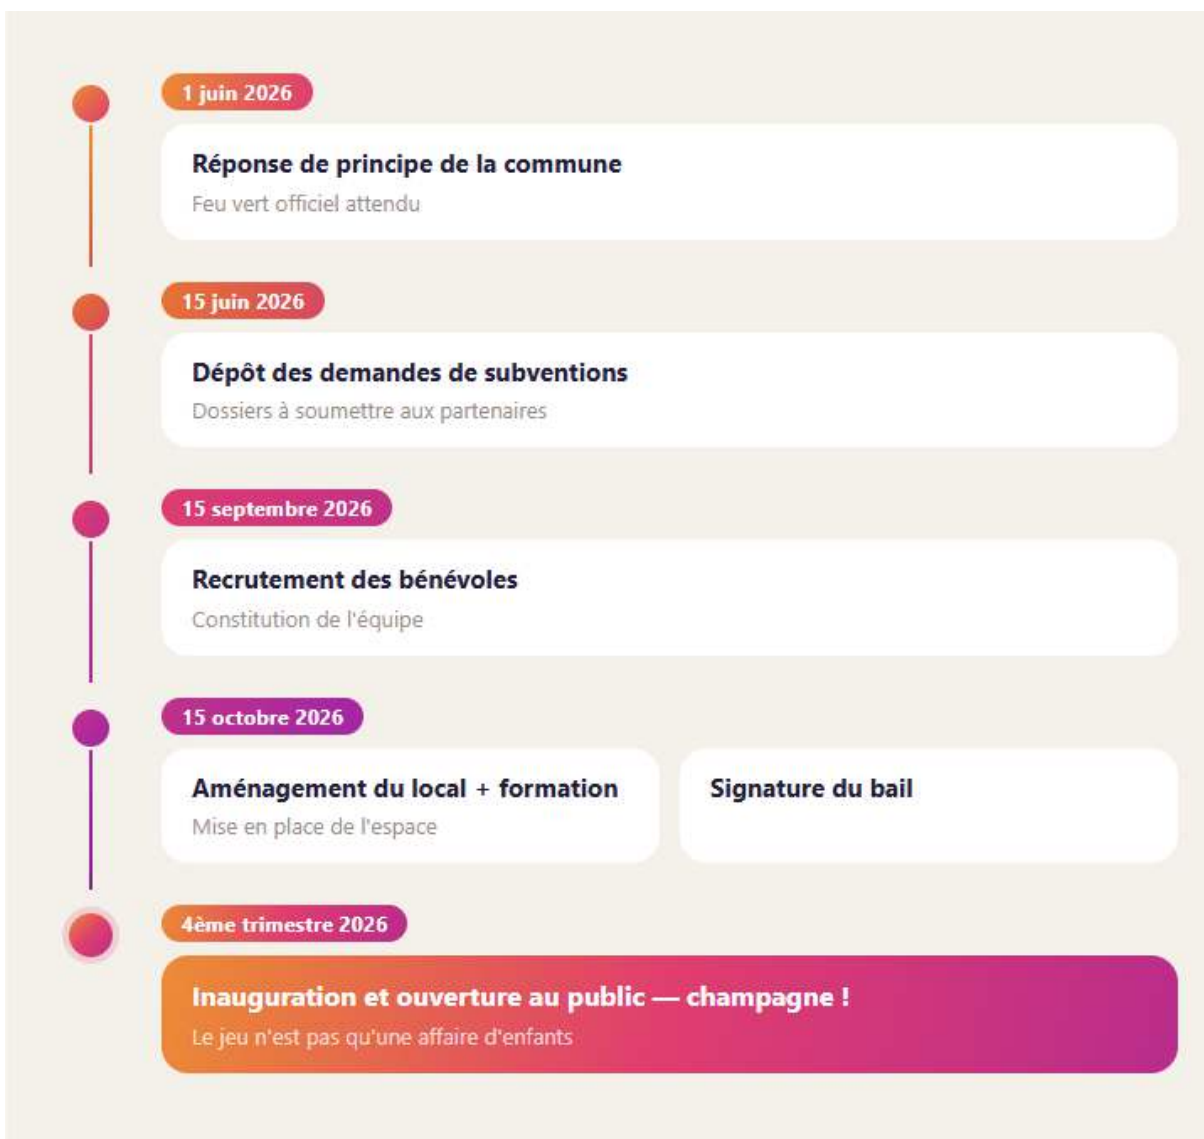 1 juin 2026
Réponse de principe de la commune
Feu vert officiel attendu
15 juin 2026
Dépôt des demandes de subventions
Dossiers à soumettre aux partenaires
15 septembre 2026
Recrutement des bénévoles
Constitution de l'équipe
15 octobre 2026
Aménagement du local + formation
Mise en place de l'espace
Signature du bail
4ème trimestre 2026
Inauguration et ouverture au public — champagne !
Le jeu n'est pas qu'une affaire d'enfants